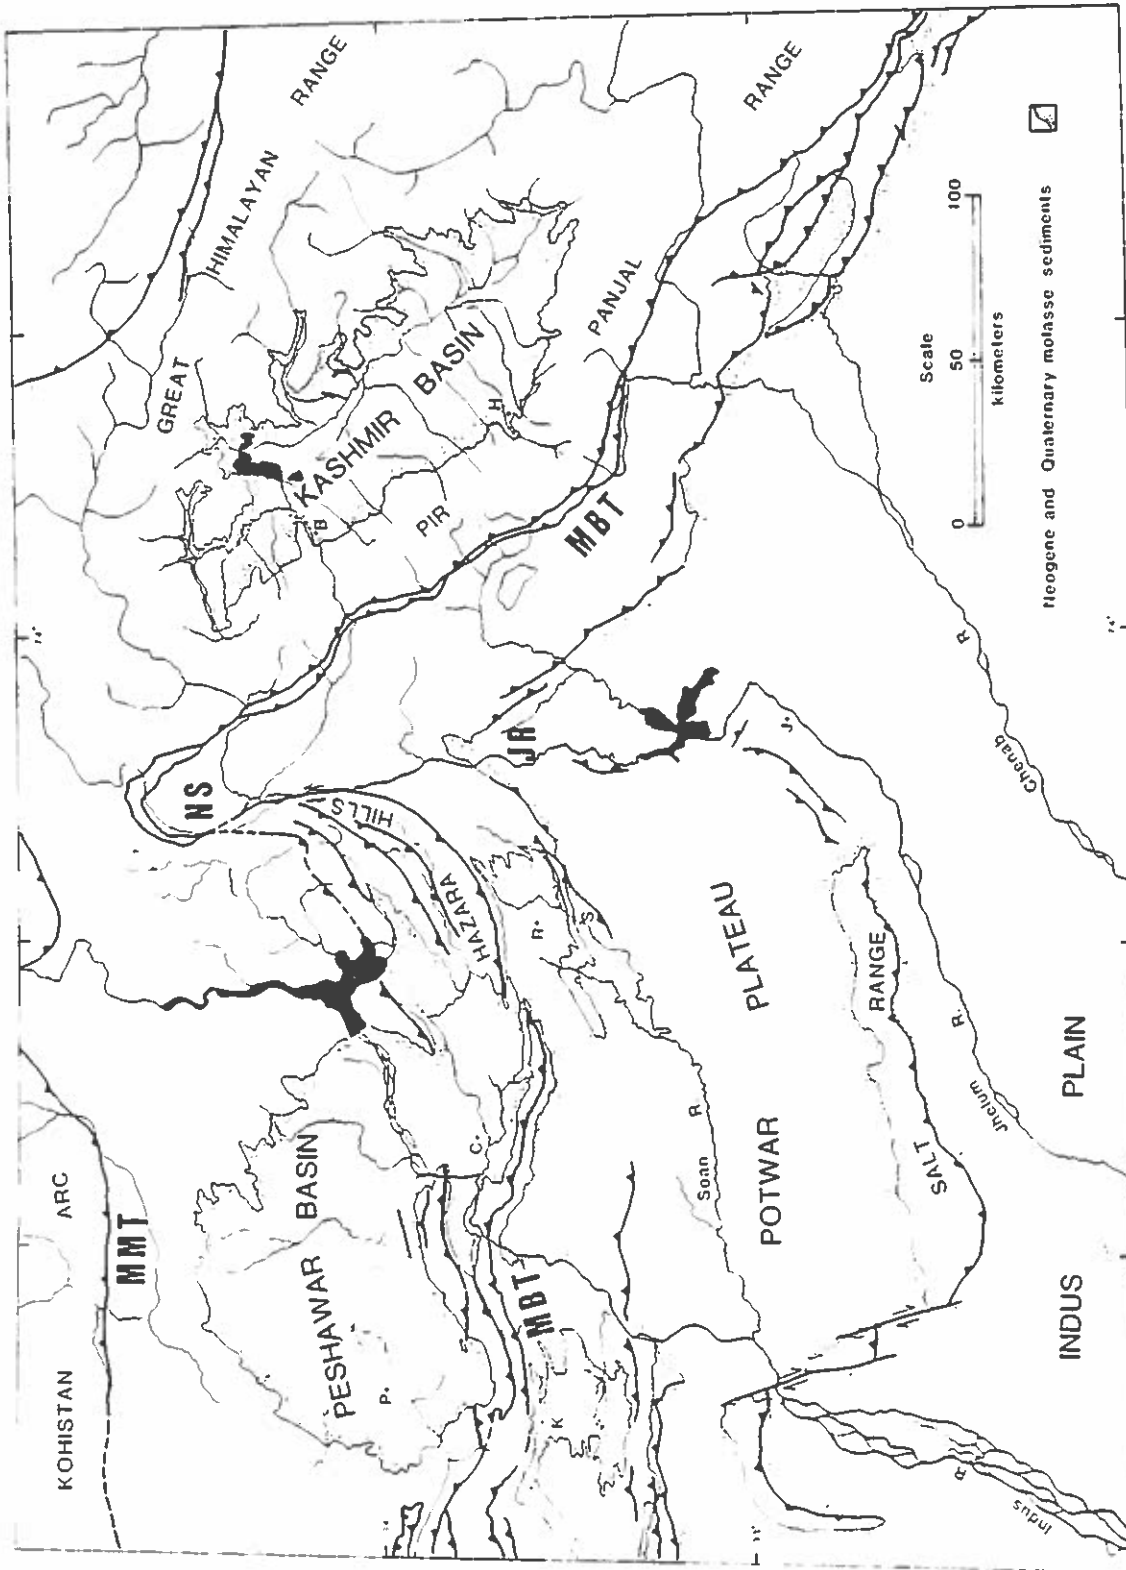 KOHISTAN
ARC
MMT
PESHAWAR
BASIN
P.
C.
MBT
K
NS
HAZARA
HILLS
R.
S
JR
J.
GREAT
HIMALAYAN
RANGE
KASHMIR
BASIN
B
H
PIR
PANJAL
RANGE
MBT
POTWAR
PLATEAU
Soan
R
SALT
RANGE
Jhelum
R.
Chenab
R
Indus
R
INDUS
PLAIN
74°
74°
Scale
0
50
100
kilometers
Neogene and Quaternary molasse sediments